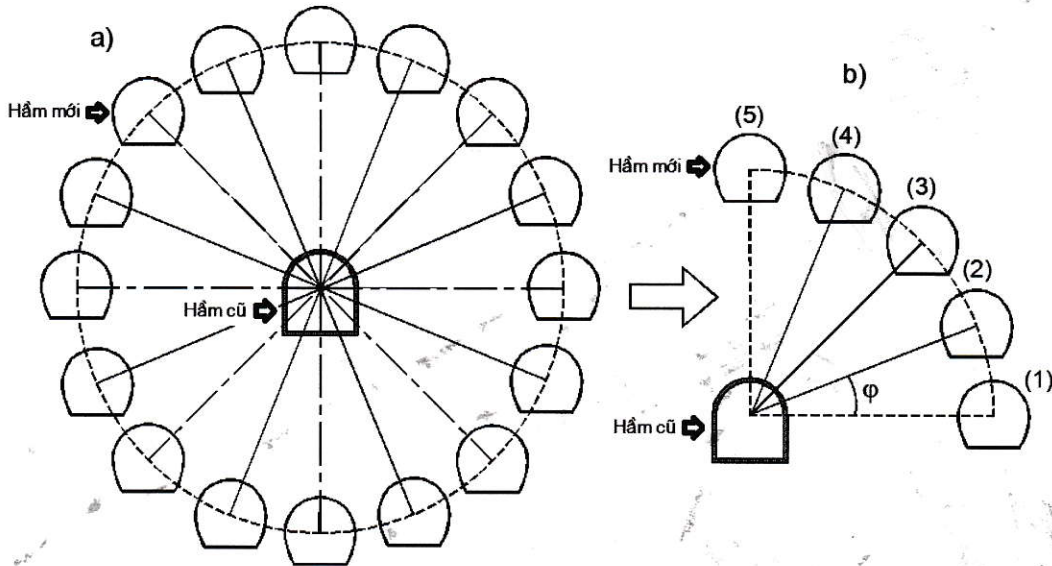 a)
Hầm mới
Hầm cũ
b)
(5)
(4)
Hầm mới
(3)
(2)
(1)
φ
Hầm cũ